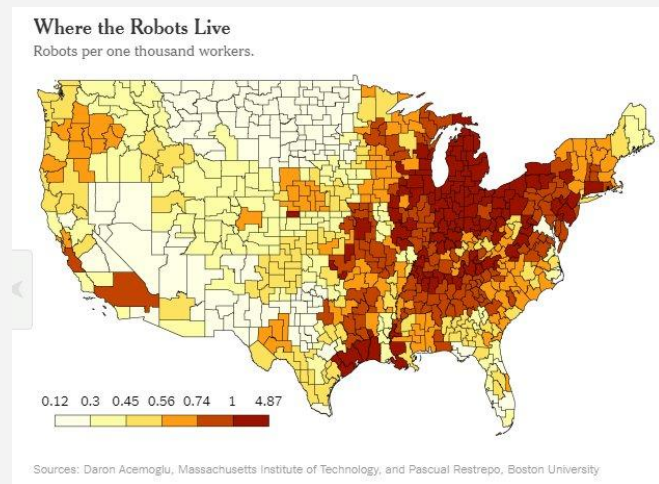 Where the Robots Live
Robots per one thousand workers.
0.12 0.3 0.45 0.56 0.74 1 4.87
Sources: Daron Acemoglu, Massachusetts Institute of Technology, and Pascual Restrepo, Boston University